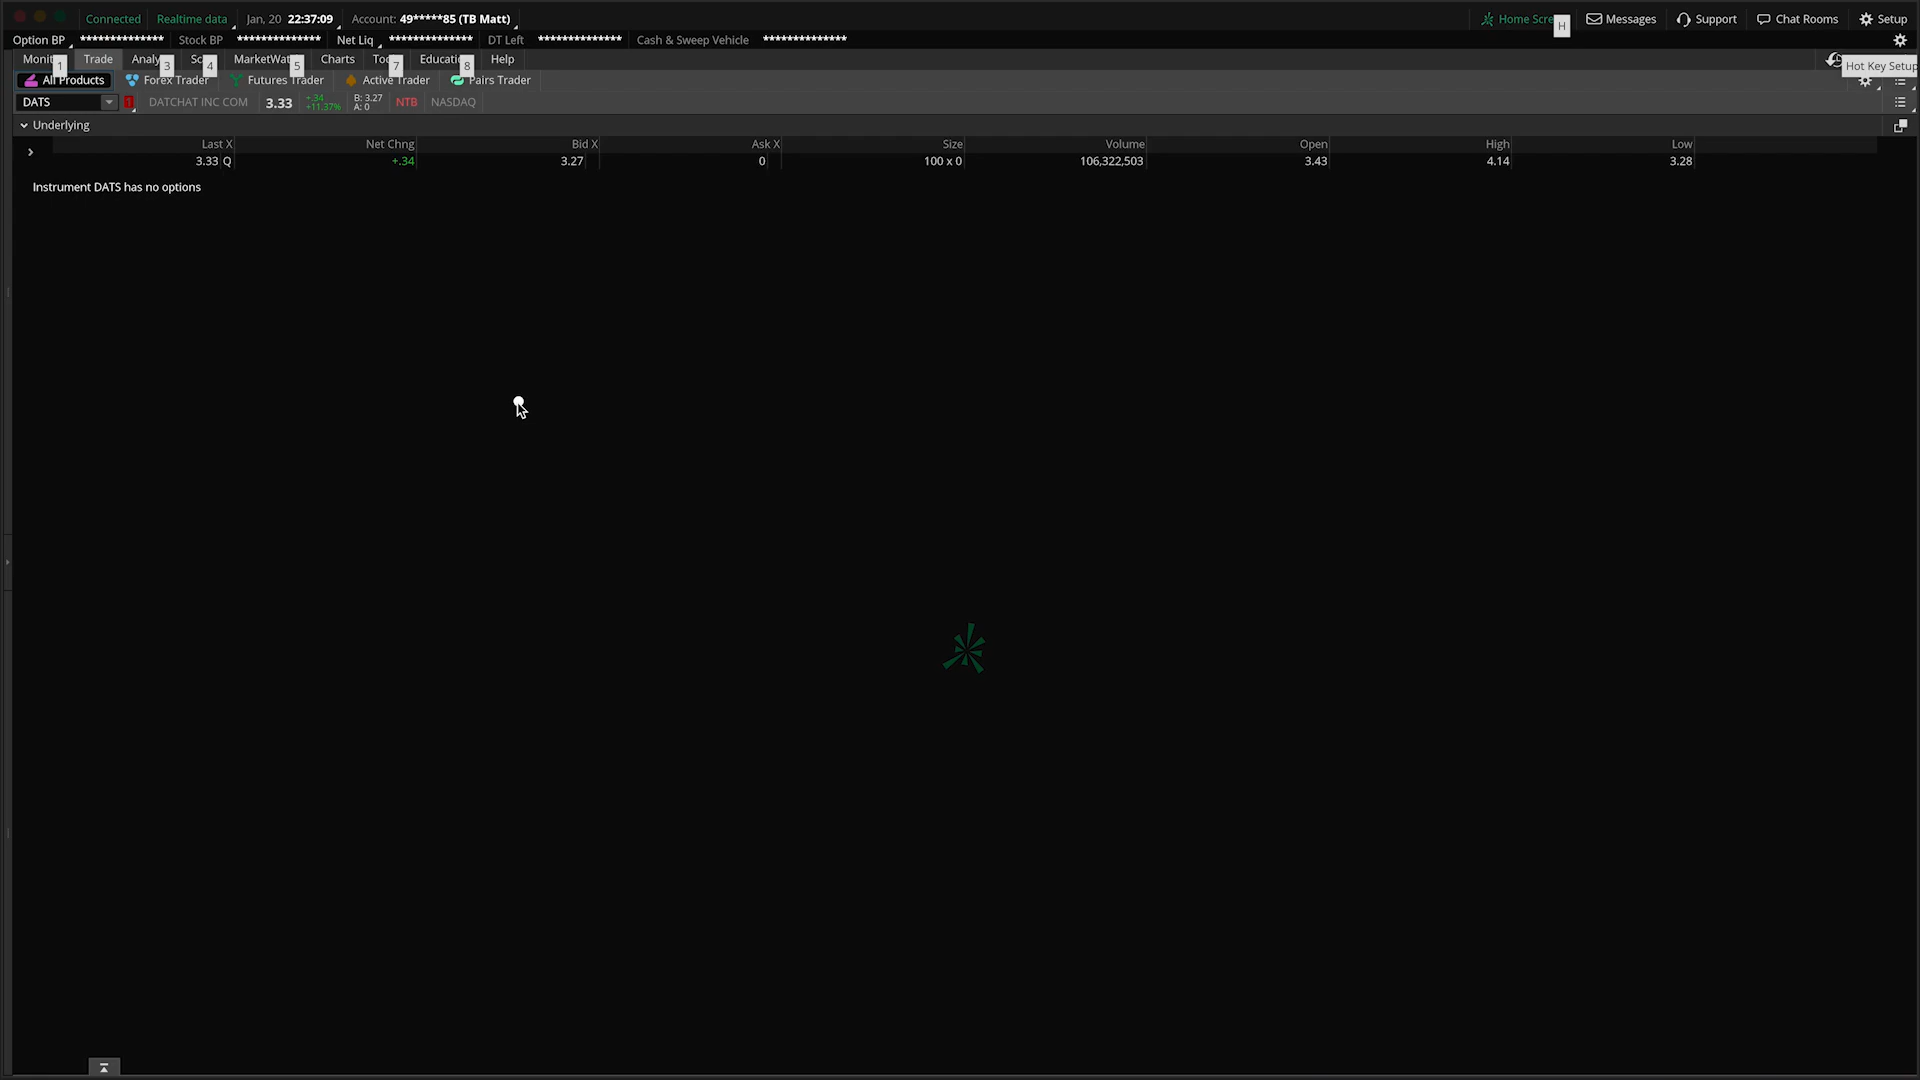 Connected Realtime data Jan, 20 22:37:09 Account: 49*****85 (TB Matt) Home Scre H Messages Support Chat Rooms Setup
Option BP ************** Stock BP ************** Net Liq ************** DT Left ************** Cash & Sweep Vehicle **************
Monit 1 Trade Analy 3 Sc 4 MarketWat 5 Charts Too 7 Educati 8 Help Hot Key Setup
All Products Forex Trader Futures Trader Active Trader Pairs Trader
DATS 1 DATCHAT INC COM 3.33 +.34 +11.37% B: 3.27 A: 0 NTB NASDAQ
Underlying
Last X Net Chng Bid X Ask X Size Volume Open High Low
3.33 Q +.34 3.27 0 100 x 0 106,322,503 3.43 4.14 3.28
Instrument DATS has no options